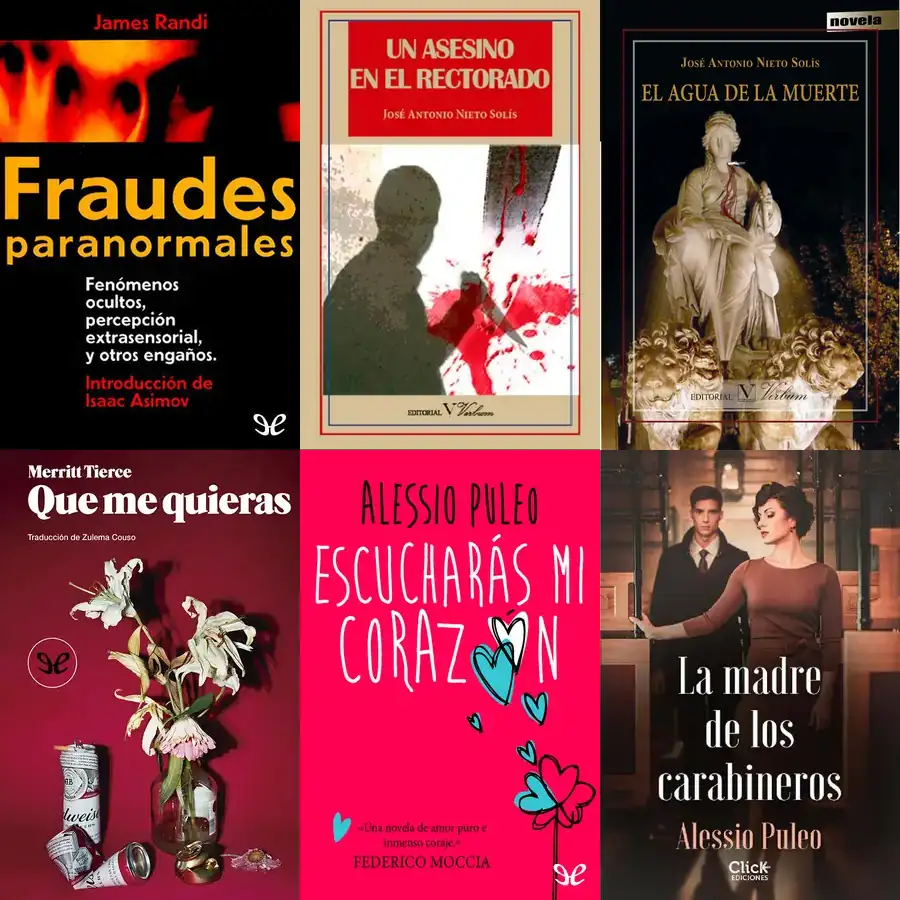 James Randi
Fraudes
paranormales
Fenómenos
ocultos,
percepción
extrasensorial,
y otros engaños.
Introducción de
Isaac Asimov
UN ASESINO
EN EL RECTORADO
JOSÉ ANTONIO NIETO SOLÍS
EDITORIAL V Verbum
novela
JOSÉ ANTONIO NIETO SOLÍS
EL AGUA DE LA MUERTE
EDITORIAL V Verbum
Merritt Tierce
Que me quieras
Traducción de Zulema Couso
ALESSIO PULEO
ESCUCHARÁS MI
CORAZÓN
«Una novela de amor puro e
inmenso coraje.»
FEDERICO MOCCIA
La madre
de los
carabineros
Alessio Puleo
Click
EDICIONES